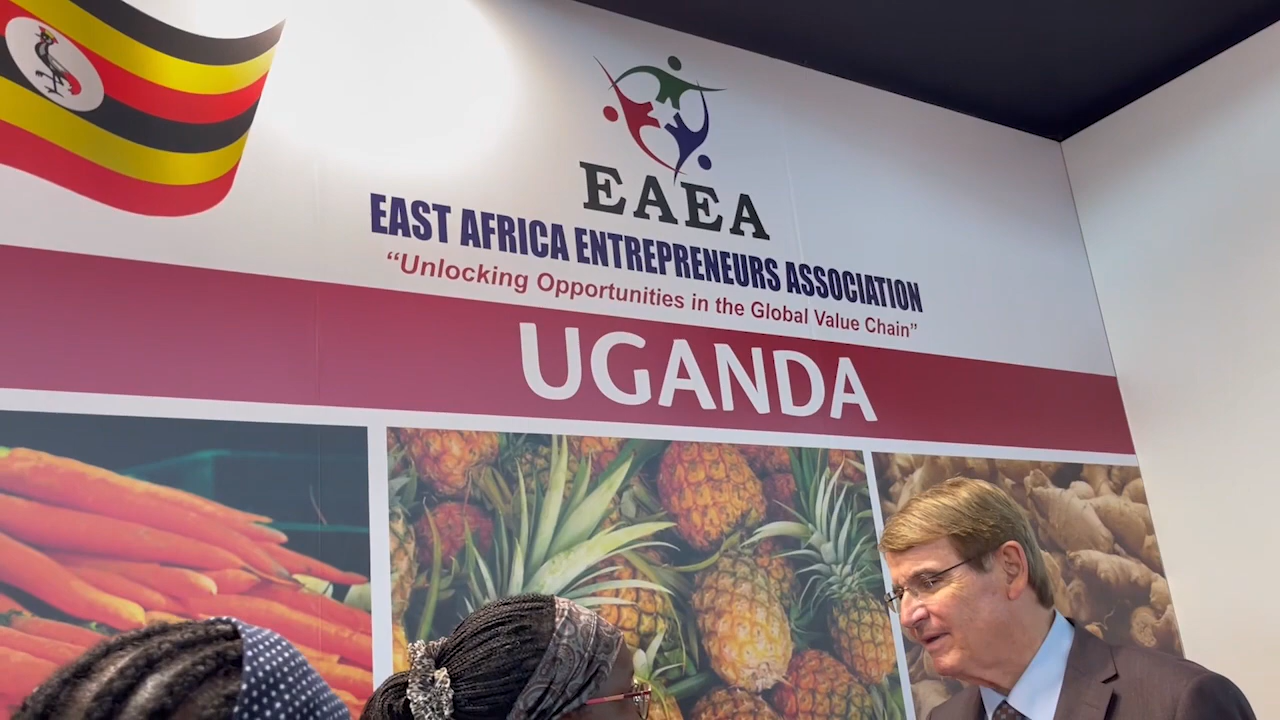 EAEA
EAST AFRICA ENTREPRENEURS ASSOCIATION
“Unlocking Opportunities in the Global Value Chain”
UGANDA